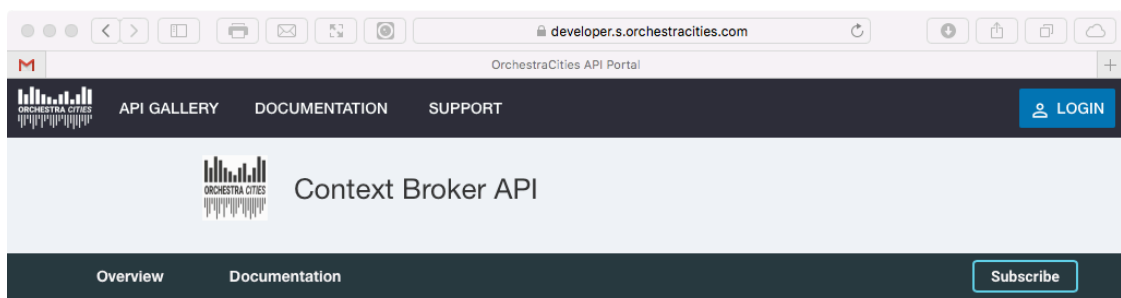 developer.s.orchestracities.com
OrchestraCities API Portal
ORCHESTRA CITIES
API GALLERY DOCUMENTATION SUPPORT LOGIN
ORCHESTRA CITIES
Context Broker API
Overview Documentation Subscribe